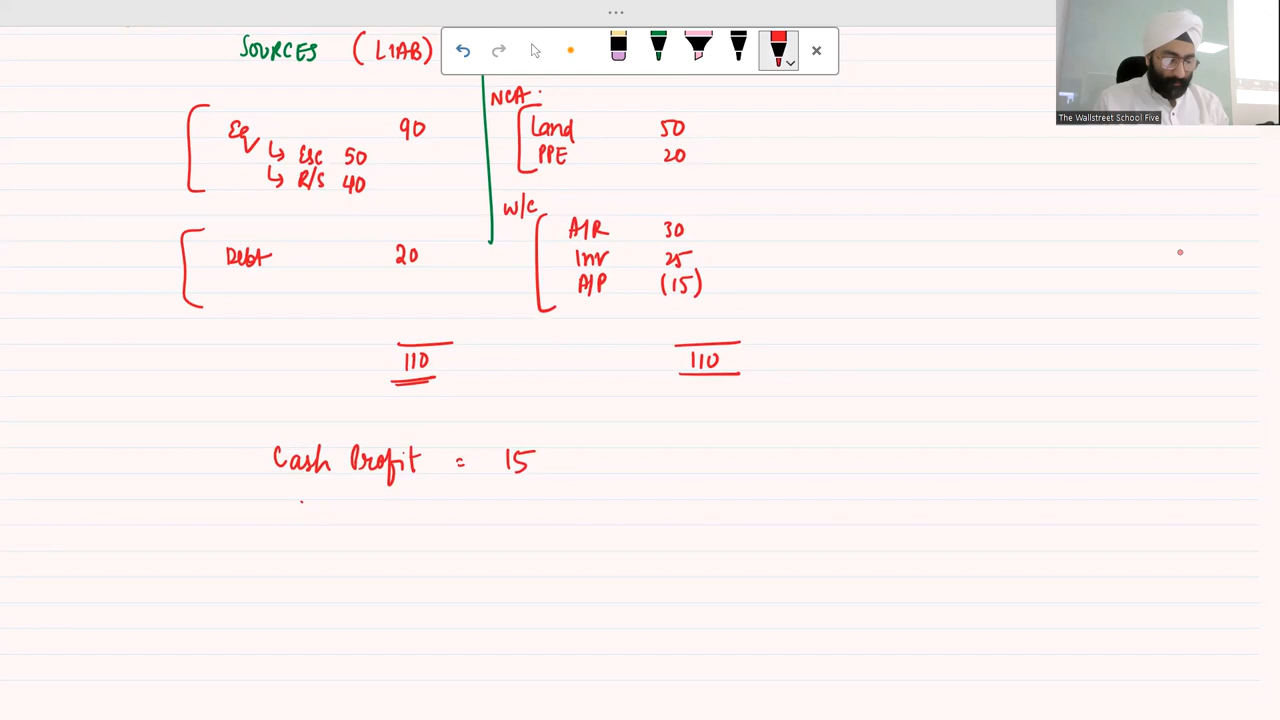 SOURCES (LIAB)
The Wallstreet School Five
Eq 90
↳ ESC 50
↳ R/S 40
Debt 20
110
NCA
Land 50
PPE 20
W/C
A/R 30
Inv 25
A/P (15)
110
Cash Profit = 15